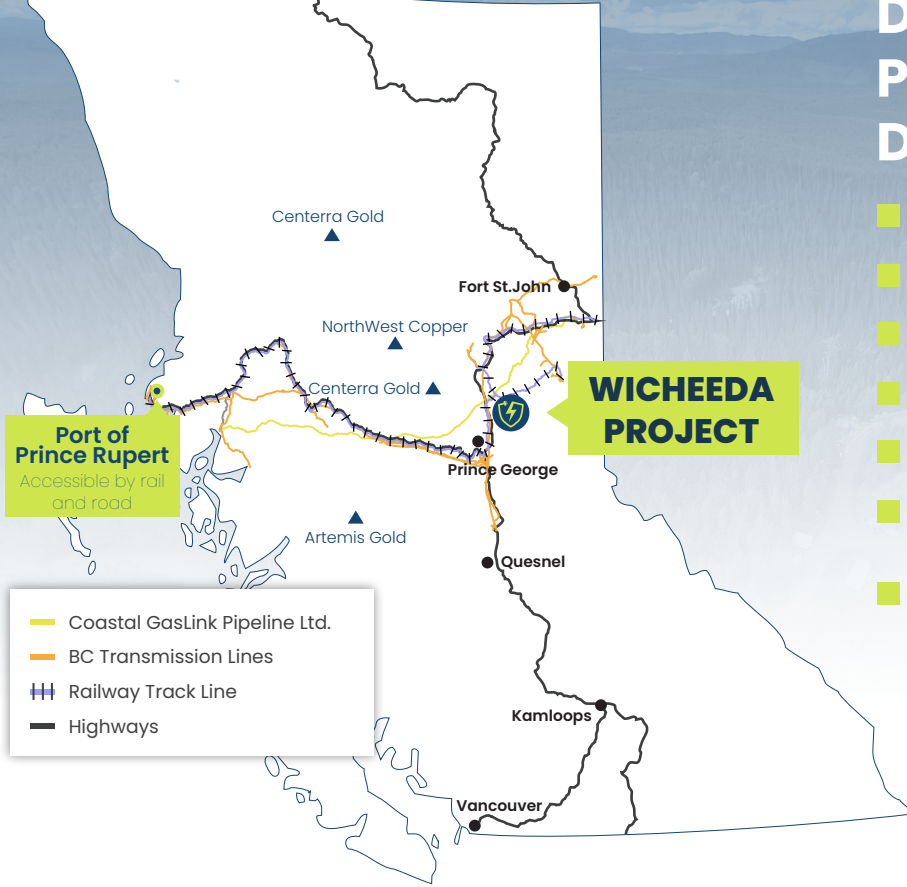 D
P
D
Centerra Gold
Fort St.John
NorthWest Copper
Centerra Gold
WICHEEDA
PROJECT
Port of
Prince Rupert
Accessible by rail
and road
Prince George
Artemis Gold
Quesnel
Coastal GasLink Pipeline Ltd.
BC Transmission Lines
Railway Track Line
Highways
Kamloops
Vancouver